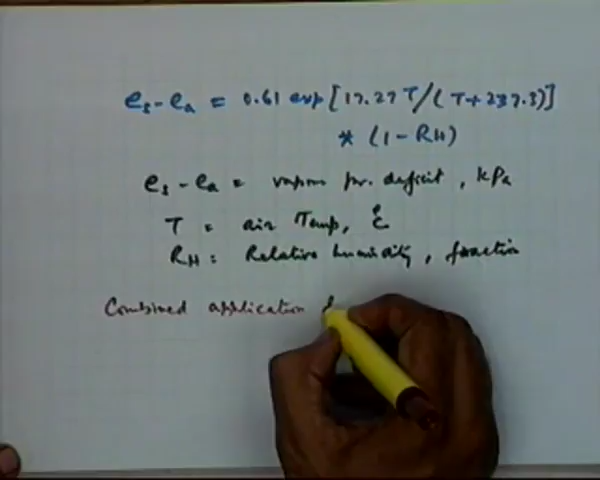 es - ea = 0.61 exp [17.27 T/(T+237.3)]
* (1 - RH)
es - ea = vapour pr. deficit, kPa
T = air Temp, °C
RH = Relative humidity, fraction
Combined application